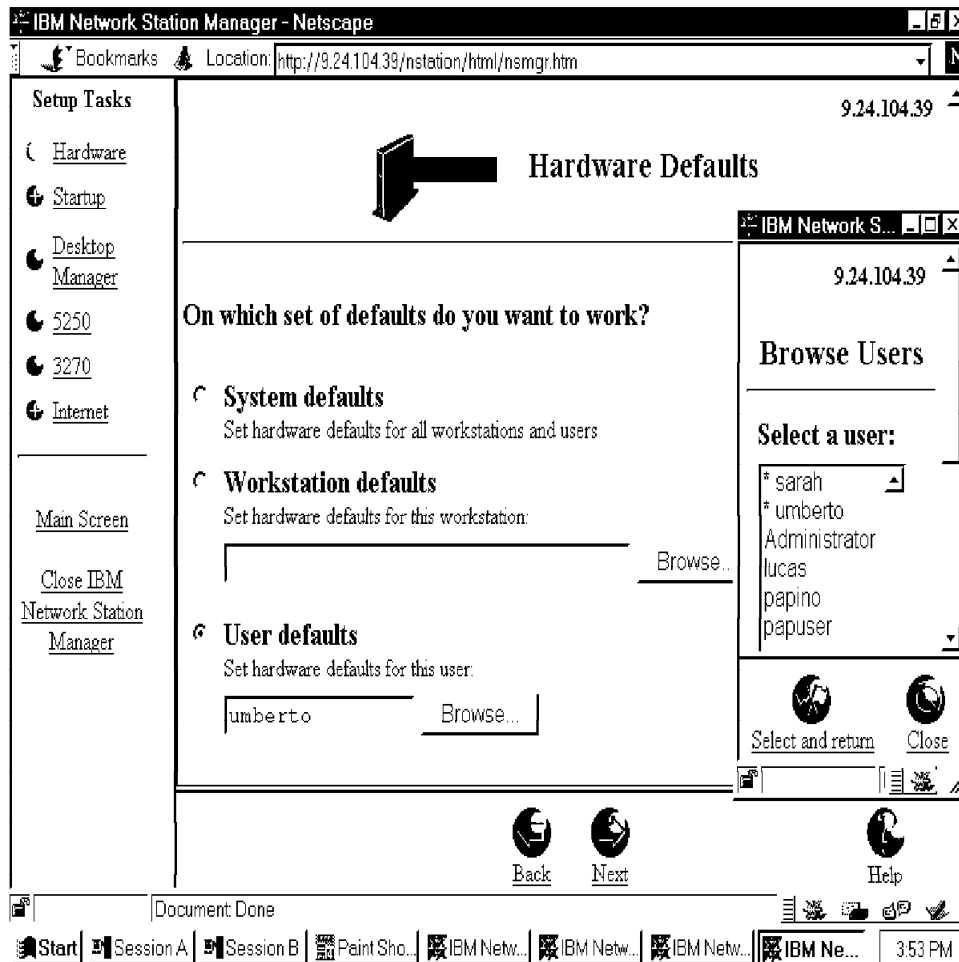 IBM Network Station Manager - Netscape
Bookmarks Location: http://9.24.104.39/nstation/html/nsmgr.htm
Setup Tasks
Hardware
Startup
Desktop
Manager
5250
3270
Internet
Main Screen
Close IBM
Network Station
Manager
9.24.104.39
Hardware Defaults
On which set of defaults do you want to work?
System defaults
Set hardware defaults for all workstations and users
Workstation defaults
Set hardware defaults for this workstation:
Browse..
User defaults
Set hardware defaults for this user:
umberto Browse...
IBM Network S...
9.24.104.39
Browse Users
Select a user:
* sarah
* umberto
Administrator
lucas
papino
papuser
Select and return Close
Back Next Help
Document: Done
Start Session A Session B Paint Sho... IBM Netw... IBM Netw... IBM Netw... IBM Ne... 3:53 PM